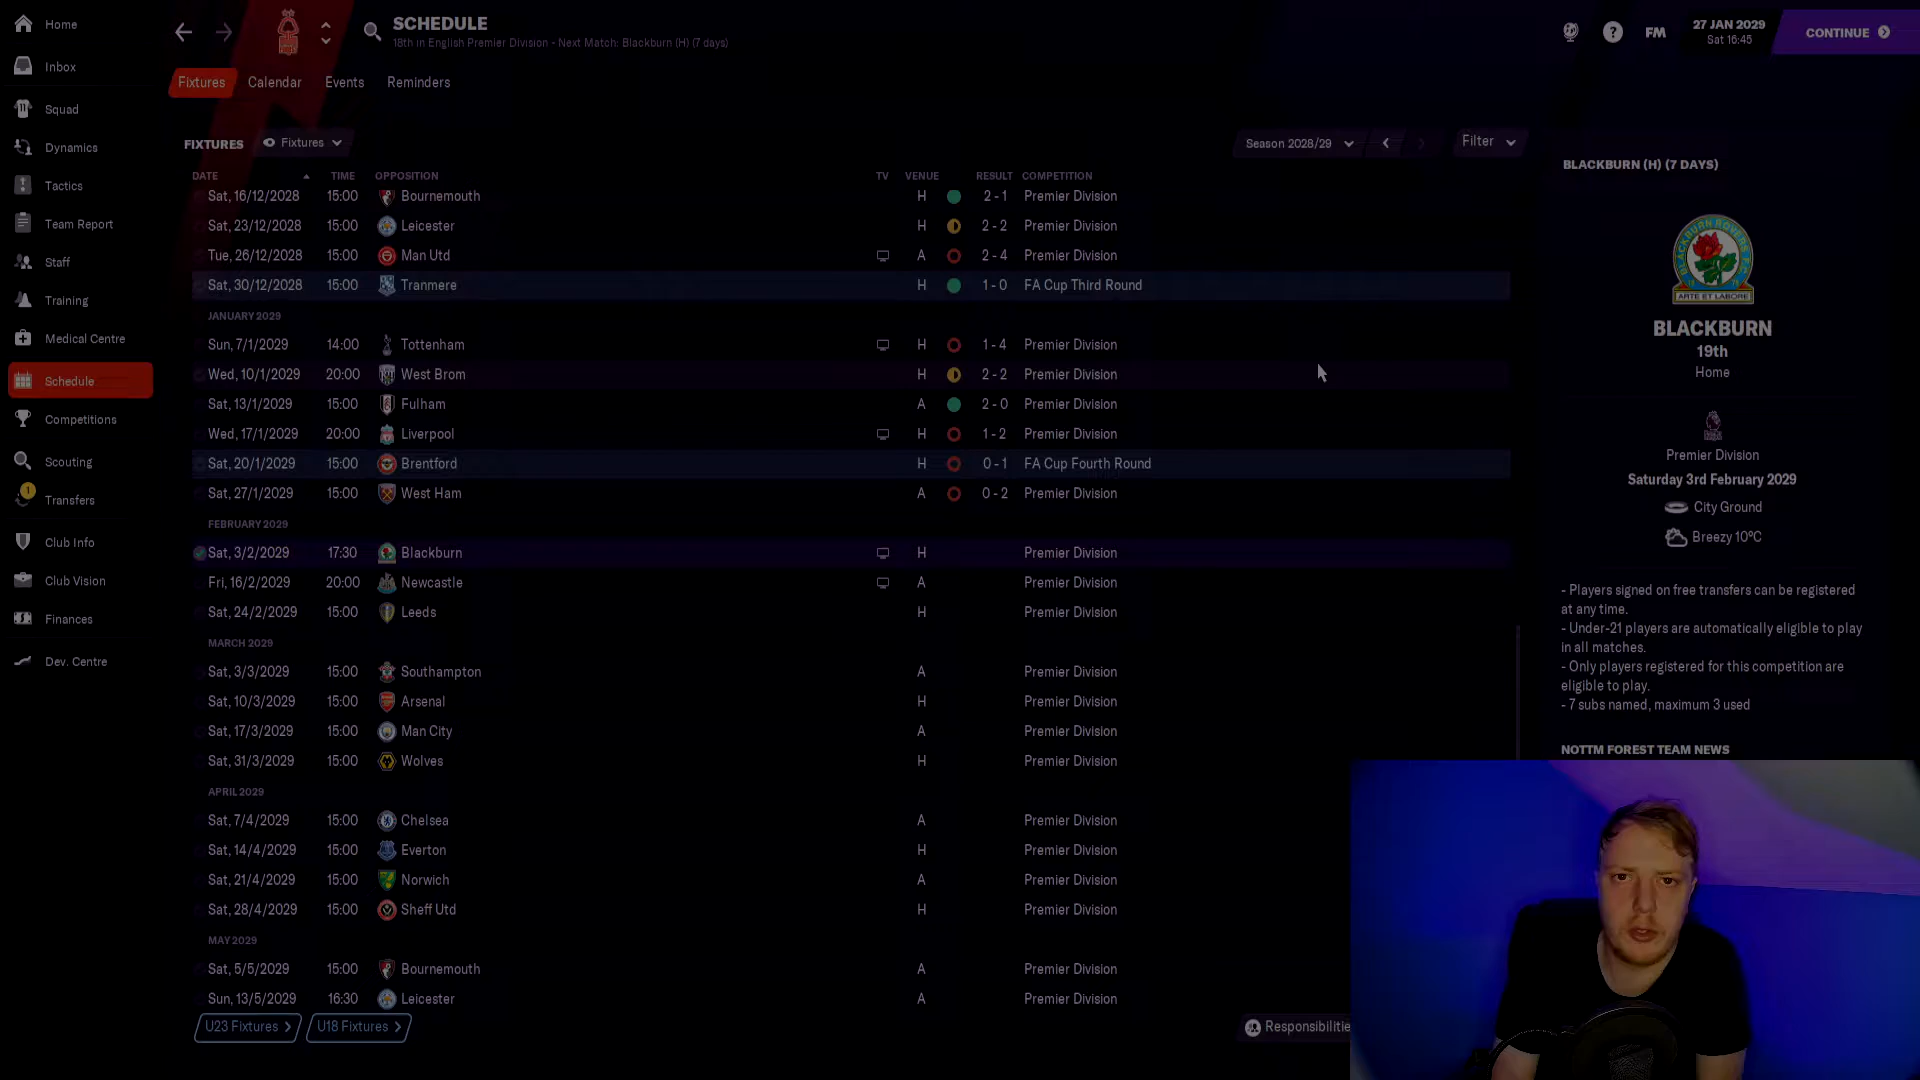 Home
Inbox
Squad
Dynamics
Tactics
Team Report
Staff
Training
Medical Centre
Schedule
Competitions
Scouting
1
Transfers
Club Info
Club Vision
Finances
Dev. Centre
SCHEDULE
18th in English Premier Division - Next Match: Blackburn (H) (7 days)
FM
27 JAN 2029
Sat 16:45
CONTINUE
Fixtures Calendar Events Reminders
FIXTURES Fixtures
Season 2028/29
Filter
DATE TIME OPPOSITION TV VENUE RESULT COMPETITION
Sat, 16/12/2028 15:00 Bournemouth H 2 - 1 Premier Division
Sat, 23/12/2028 15:00 Leicester H 2 - 2 Premier Division
Tue, 26/12/2028 15:00 Man Utd A 2 - 4 Premier Division
Sat, 30/12/2028 15:00 Tranmere H 1 - 0 FA Cup Third Round
JANUARY 2029
Sun, 7/1/2029 14:00 Tottenham H 1 - 4 Premier Division
Wed, 10/1/2029 20:00 West Brom H 2 - 2 Premier Division
Sat, 13/1/2029 15:00 Fulham A 2 - 0 Premier Division
Wed, 17/1/2029 20:00 Liverpool H 1 - 2 Premier Division
Sat, 20/1/2029 15:00 Brentford H 0 - 1 FA Cup Fourth Round
Sat, 27/1/2029 15:00 West Ham A 0 - 2 Premier Division
FEBRUARY 2029
Sat, 3/2/2029 17:30 Blackburn H Premier Division
Fri, 16/2/2029 20:00 Newcastle A Premier Division
Sat, 24/2/2029 15:00 Leeds H Premier Division
MARCH 2029
Sat, 3/3/2029 15:00 Southampton A Premier Division
Sat, 10/3/2029 15:00 Arsenal H Premier Division
Sat, 17/3/2029 15:00 Man City A Premier Division
Sat, 31/3/2029 15:00 Wolves H Premier Division
APRIL 2029
Sat, 7/4/2029 15:00 Chelsea A Premier Division
Sat, 14/4/2029 15:00 Everton H Premier Division
Sat, 21/4/2029 15:00 Norwich A Premier Division
Sat, 28/4/2029 15:00 Sheff Utd H Premier Division
MAY 2029
Sat, 5/5/2029 15:00 Bournemouth A Premier Division
Sun, 13/5/2029 16:30 Leicester A Premier Division
U23 Fixtures U18 Fixtures
Responsibilitie
BLACKBURN (H) (7 DAYS)
BLACKBURN ROVERS F.C.
ARTE ET LABORE
BLACKBURN
19th
Home
Premier Division
Saturday 3rd February 2029
City Ground
Breezy 10°C
- Players signed on free transfers can be registered
at any time.
- Under-21 players are automatically eligible to play
in all matches.
- Only players registered for this competition are
eligible to play.
- 7 subs named, maximum 3 used
NOTTM FOREST TEAM NEWS